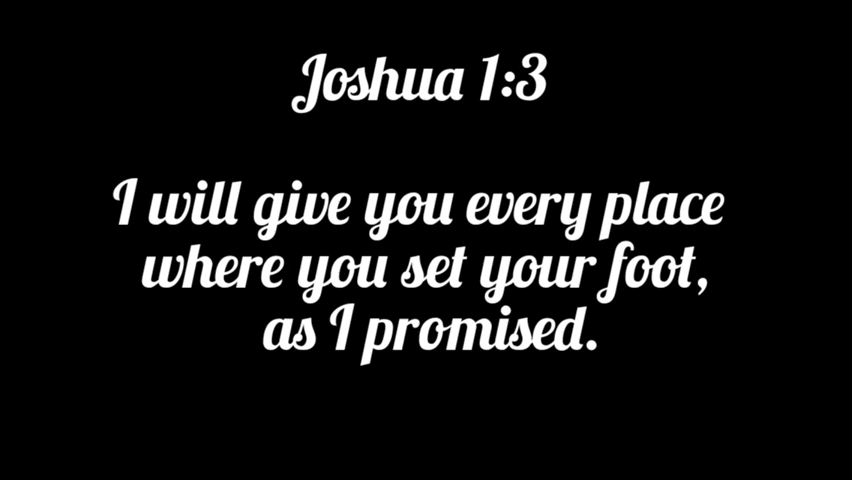 Joshua 1:3
I will give you every place
where you set your foot,
as I promised.